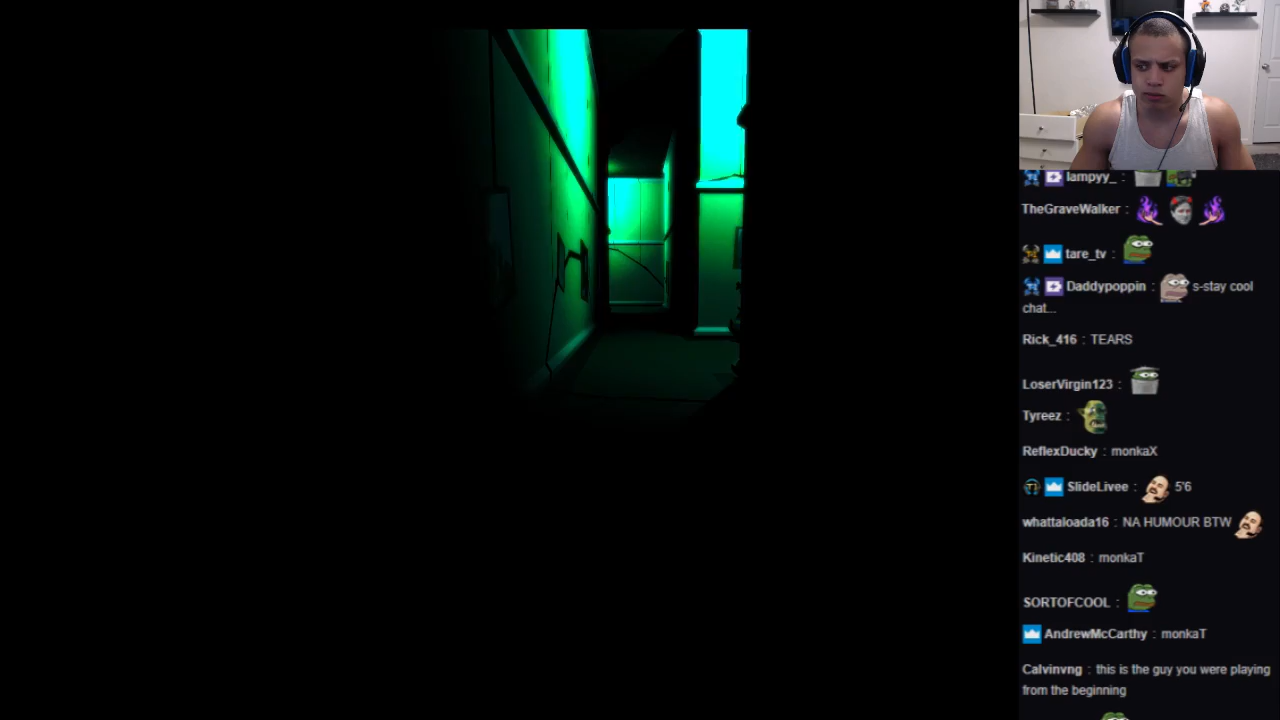 lampyy_ :
TheGraveWalker :
tare_tv :
Daddypoppin : s-stay cool
chat...
Rick_416 : TEARS
LoserVirgin123 :
Tyreez :
ReflexDucky : monkaX
SlideLivee : 5'6
whattaloada16 : NA HUMOUR BTW
Kinetic408 : monkaT
SORTOFCOOL :
AndrewMcCarthy : monkaT
Calvinvng : this is the guy you were playing
from the beginning